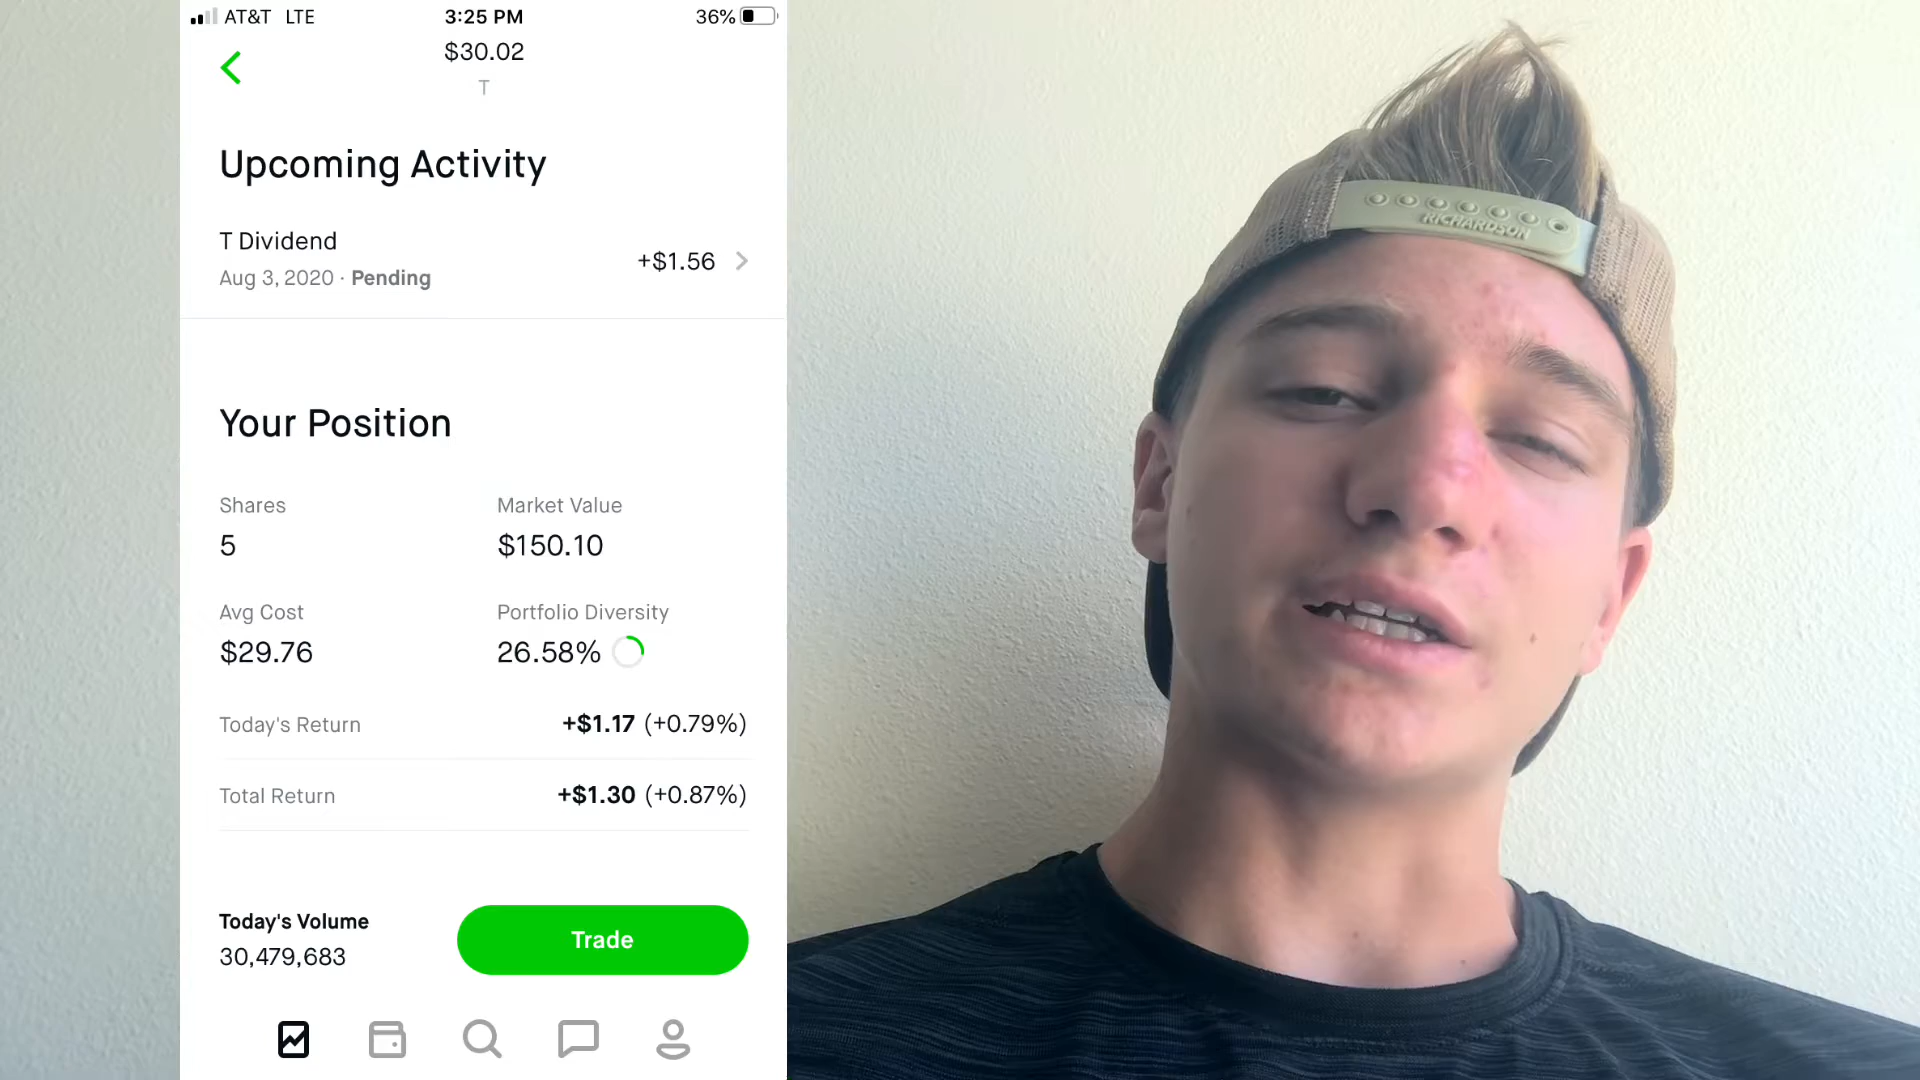 AT&T LTE 3:25 PM 36%
$30.02
T
Upcoming Activity
T Dividend
Aug 3, 2020 · Pending
+$1.56
Your Position
Shares
5
Market Value
$150.10
Avg Cost
$29.76
Portfolio Diversity
26.58%
Today's Return +$1.17 (+0.79%)
Total Return +$1.30 (+0.87%)
Today's Volume
30,479,683
Trade
RICHARDSON